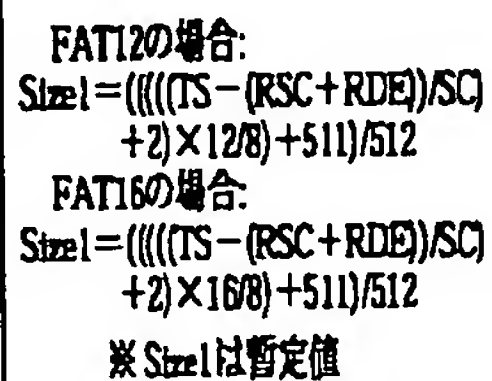 FAT12の場合:
Size1=(((((TS-(RSC+RDE))/SC)
+2)×12/8)+511)/512
FAT16の場合:
Size1=(((((TS-(RSC+RDE))/SC)
+2)×16/8)+511)/512
※Size1は暫定値